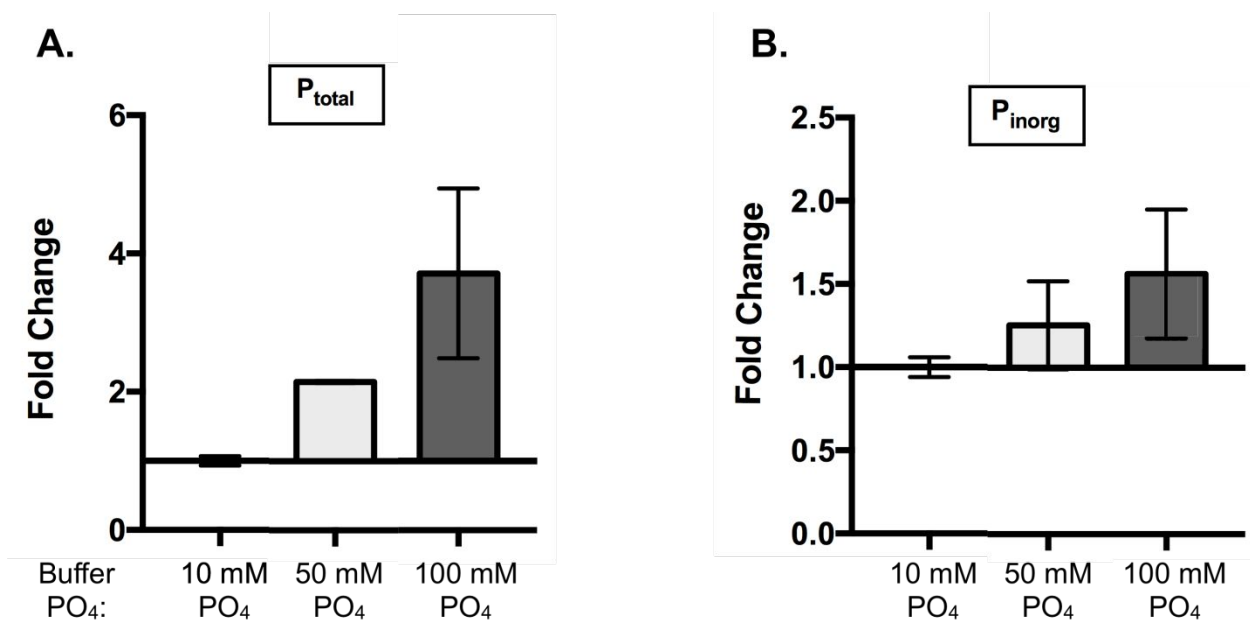 A.
P_total
6
4
2
0
Fold Change
Buffer PO₄:
10 mM PO₄
50 mM PO₄
100 mM PO₄
B.
P_inorg
2.5
2.0
1.5
1.0
0.5
0.0
Fold Change
10 mM PO₄
50 mM PO₄
100 mM PO₄